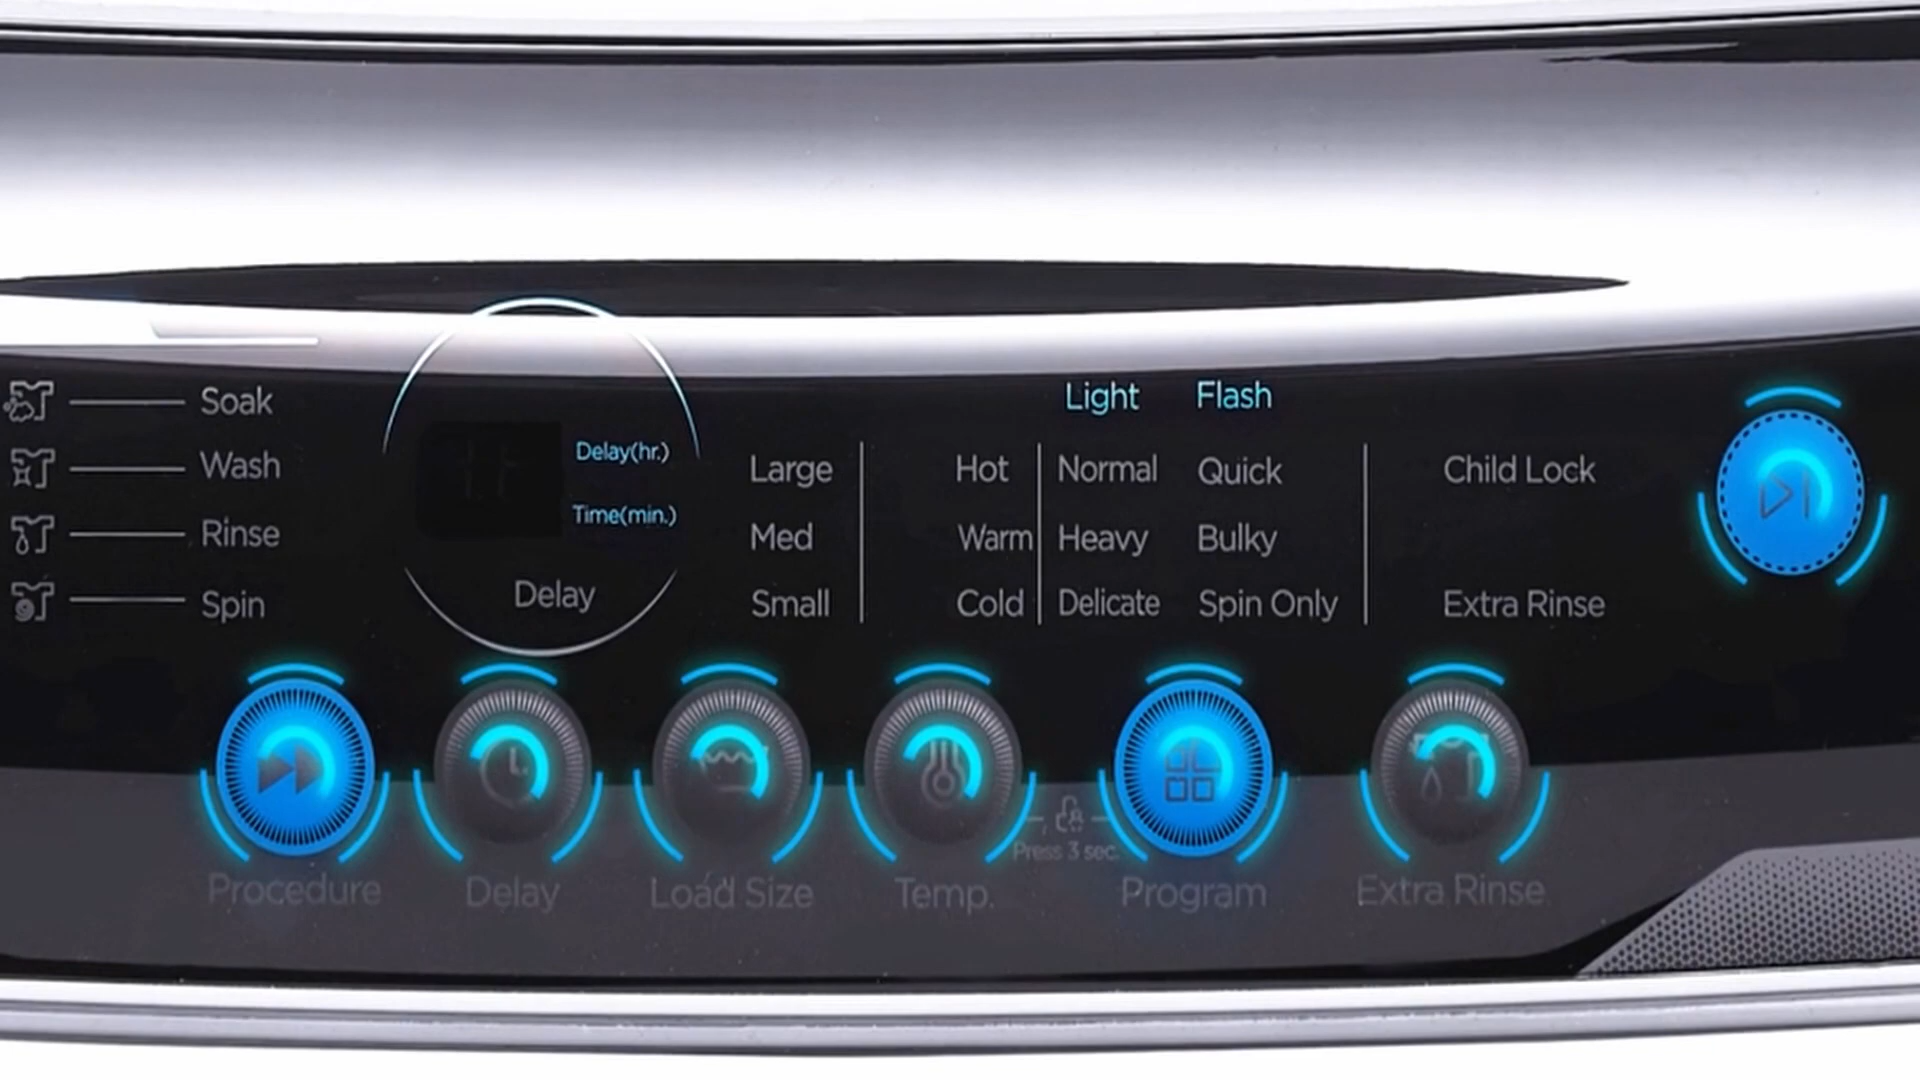 Soak
Wash
Rinse
Spin
Delay(hr.)
Time(min.)
Delay
Large
Med
Small
Hot
Warm
Cold
Light
Flash
Normal
Quick
Heavy
Bulky
Delicate
Spin Only
Child Lock
Extra Rinse
Press 3 sec.
Procedure
Delay
Load Size
Temp.
Program
Extra Rinse